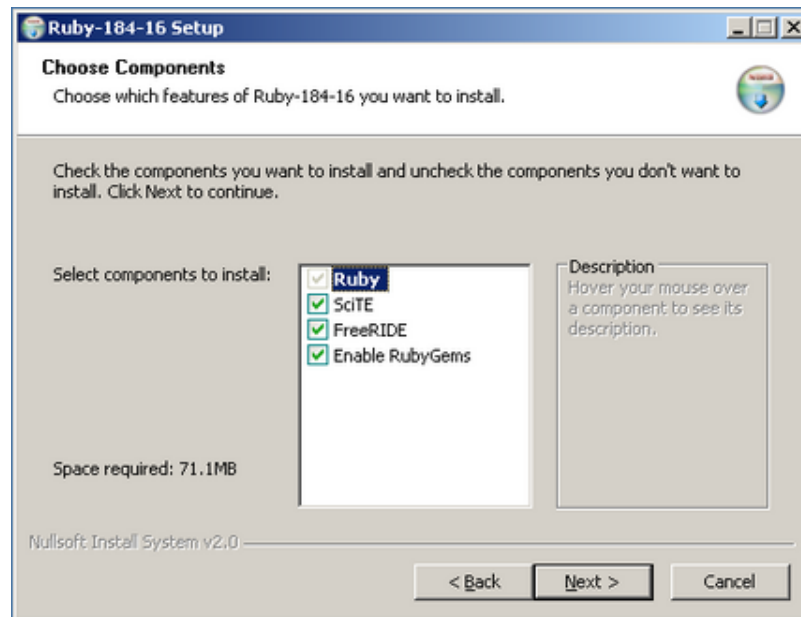 Ruby-184-16 Setup
Choose Components
Choose which features of Ruby-184-16 you want to install.
Check the components you want to install and uncheck the components you don't want to
install. Click Next to continue.
Select components to install:
Ruby
SciTE
FreeRIDE
Enable RubyGems
Description
Hover your mouse over
a component to see its
description.
Space required: 71.1MB
Nullsoft Install System v2.0
< Back
Next >
Cancel